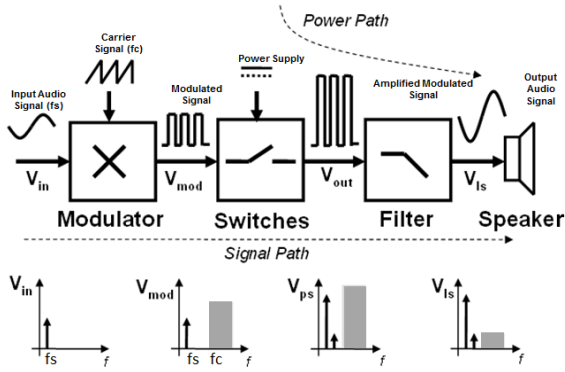 Power Path
Carrier
Signal (fc)
Power Supply
Input Audio
Signal (fs)
Modulated
Signal
Amplified Modulated
Signal
Output
Audio
Signal
Vin
Vmod
Vout
Vls
Modulator
Switches
Filter
Speaker
Signal Path
Vin
fs
f
Vmod
fs
fc
f
Vps
f
Vls
f